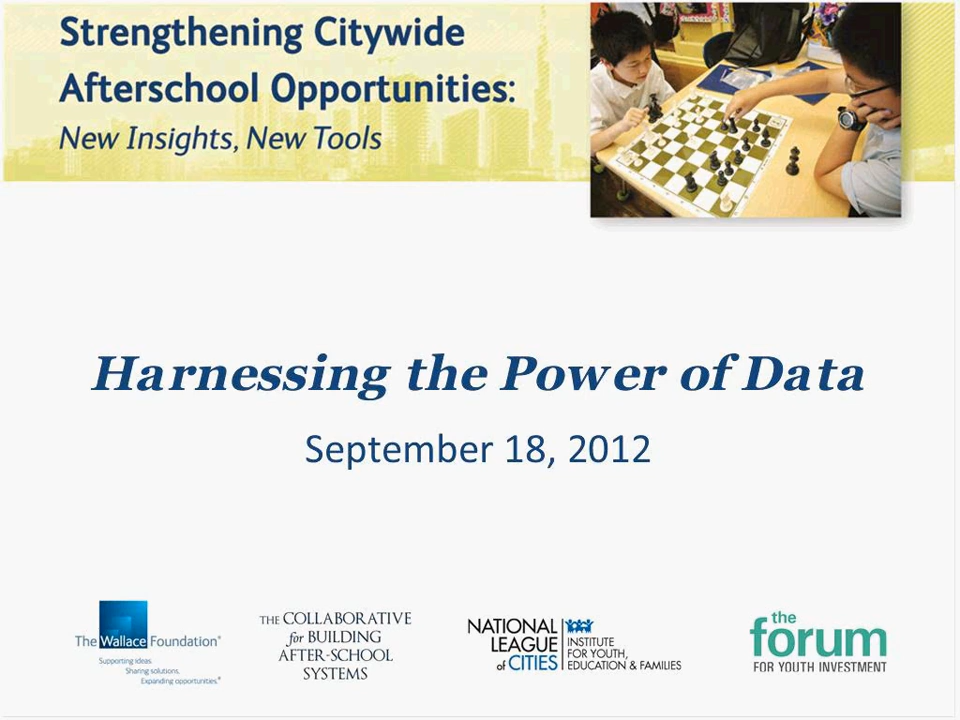 Strengthening Citywide
Afterschool Opportunities:
New Insights, New Tools
Harnessing the Power of Data
September 18, 2012
The Wallace Foundation®
Supporting ideas
Sharing solutions.
Expanding opportunities.®
THE COLLABORATIVE
for BUILDING
AFTER-SCHOOL
SYSTEMS
NATIONAL
LEAGUE
of CITIES
INSTITUTE
FOR YOUTH,
EDUCATION & FAMILIES
the
forum
FOR YOUTH INVESTMENT